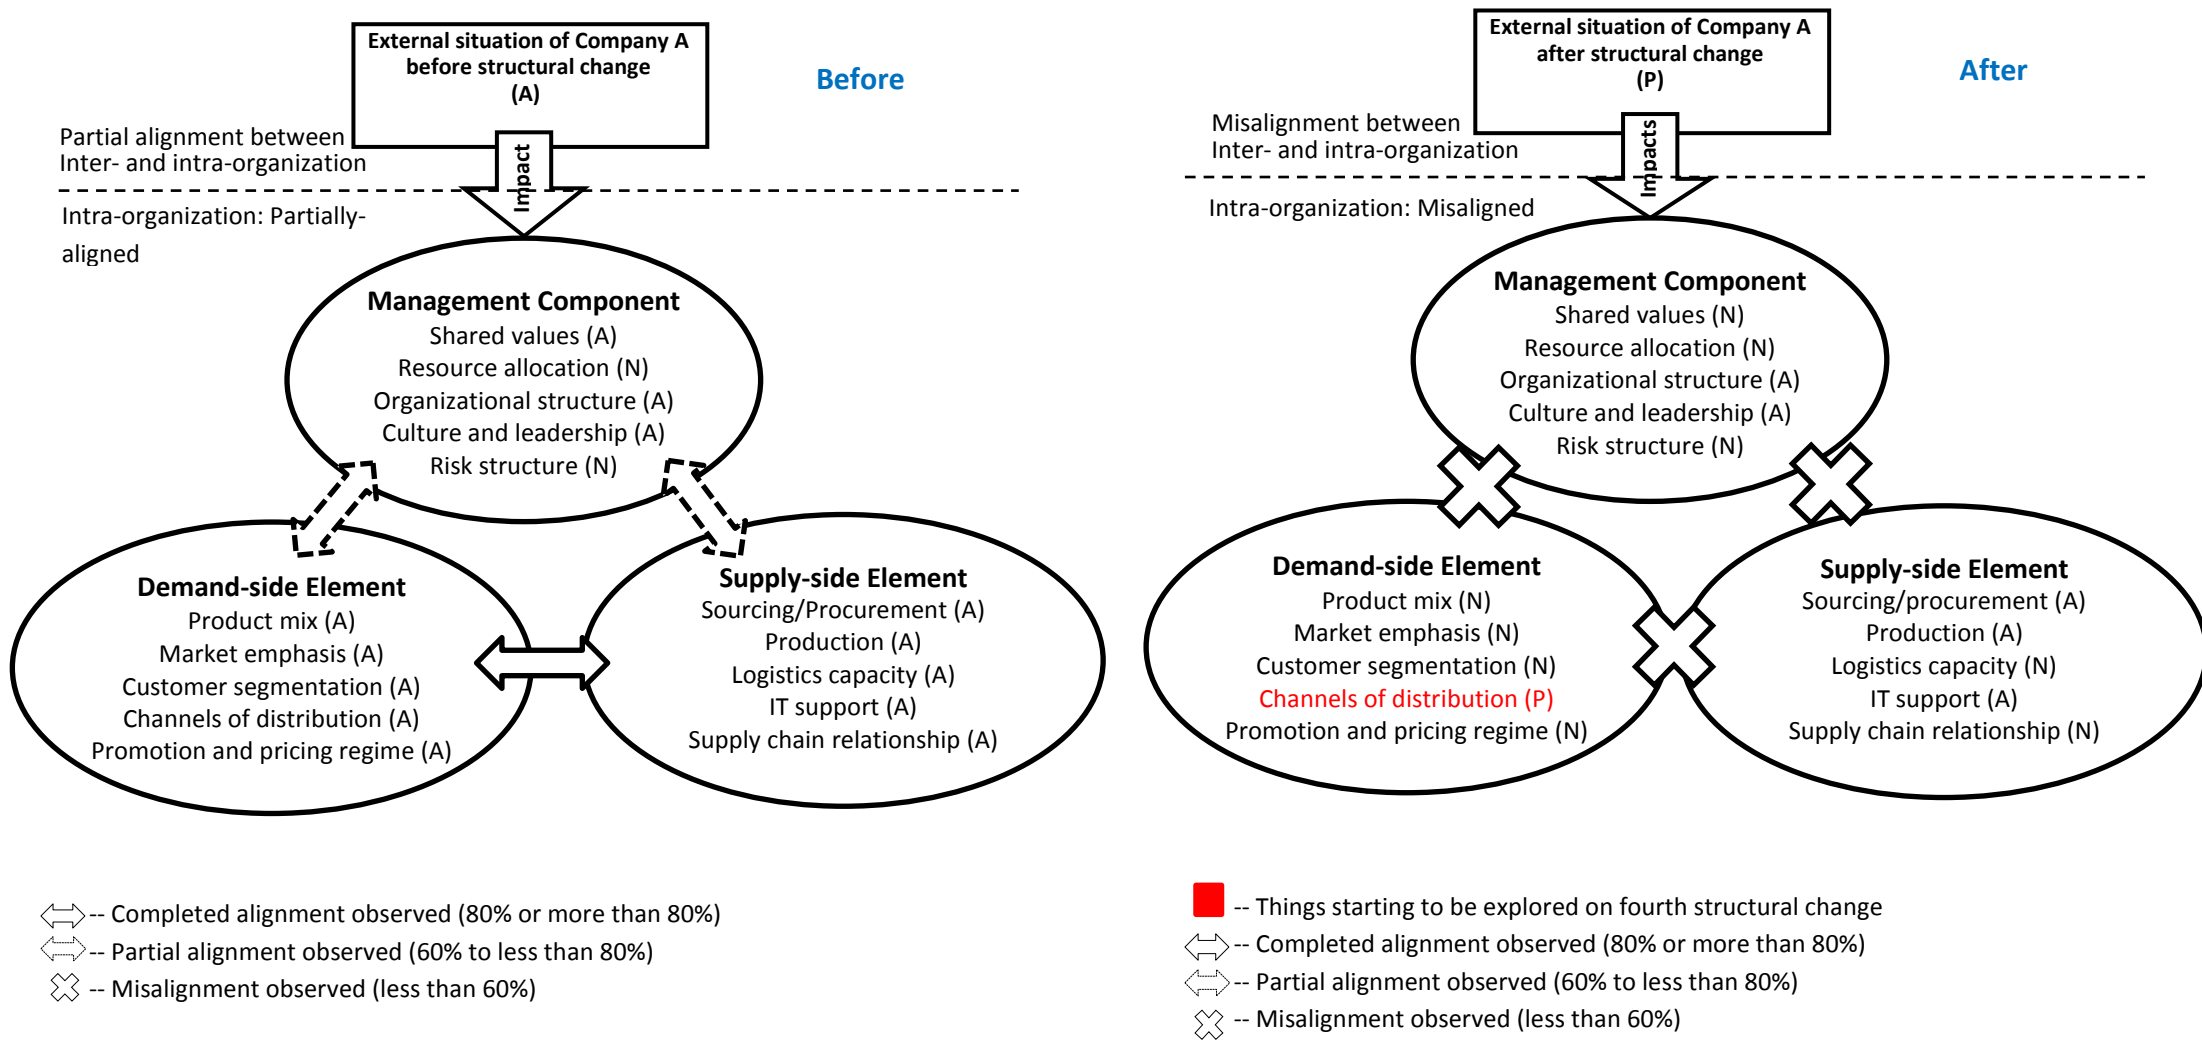 External situation of Company A
before structural change
(A)
Before
Partial alignment between
Inter- and intra-organization
Impact
Intra-organization: Partially-
aligned
Management Component
Shared values (A)
Resource allocation (N)
Organizational structure (A)
Culture and leadership (A)
Risk structure (N)
Demand-side Element
Product mix (A)
Market emphasis (A)
Customer segmentation (A)
Channels of distribution (A)
Promotion and pricing regime (A)
Supply-side Element
Sourcing/Procurement (A)
Production (A)
Logistics capacity (A)
IT support (A)
Supply chain relationship (A)
-- Completed alignment observed (80% or more than 80%)
-- Partial alignment observed (60% to less than 80%)
-- Misalignment observed (less than 60%)
External situation of Company A
after structural change
(P)
After
Misalignment between
Inter- and intra-organization
Impacts
Intra-organization: Misaligned
Management Component
Shared values (N)
Resource allocation (N)
Organizational structure (A)
Culture and leadership (A)
Risk structure (N)
Demand-side Element
Product mix (N)
Market emphasis (N)
Customer segmentation (N)
Channels of distribution (P)
Promotion and pricing regime (N)
Supply-side Element
Sourcing/procurement (A)
Production (A)
Logistics capacity (N)
IT support (A)
Supply chain relationship (N)
-- Things starting to be explored on fourth structural change
-- Completed alignment observed (80% or more than 80%)
-- Partial alignment observed (60% to less than 80%)
-- Misalignment observed (less than 60%)